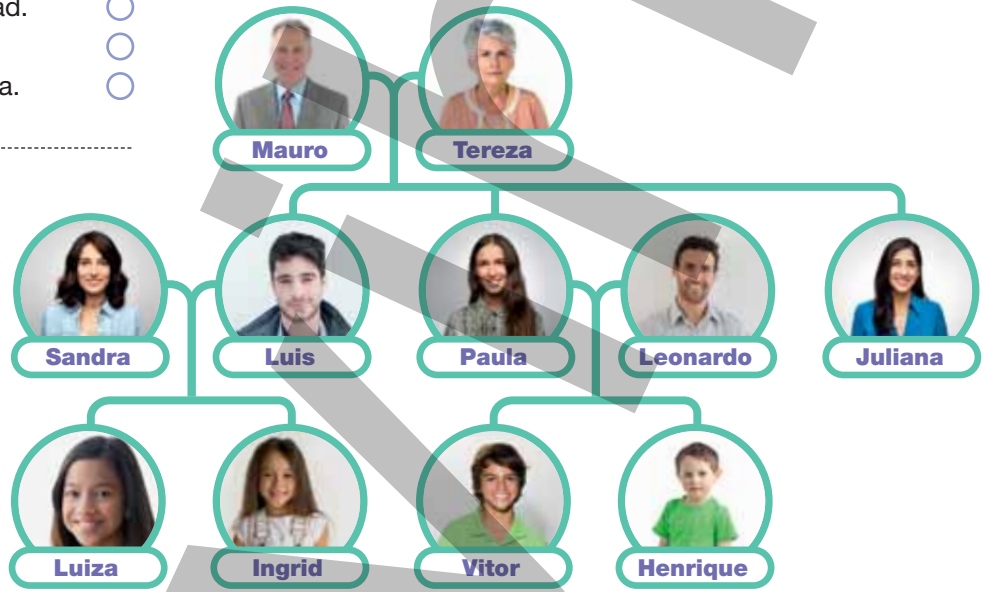 ad.
a.
Mauro Tereza
Sandra Luis Paula Leonardo Juliana
Luiza Ingrid Vitor Henrique